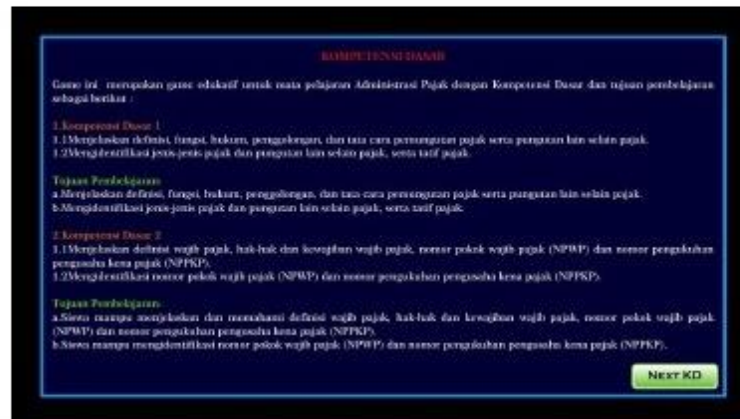 KOMPETENSI DASAR
Game ini merupakan game edukatif untuk mata pelajaran Administrasi Pajak dengan Kompetensi Dasar dan tujuan pembelajaran
sebagai berikut :
1.Kompetensi Dasar 1
1.1Menjelaskan definisi, fungsi, hukum, penggolongan, dan tata cara pemungutan pajak serta pungutan lain selain pajak.
1.2Mengidentifikasi jenis-jenis pajak dan pungutan lain selain pajak, serta tarif pajak.
Tujuan Pembelajaran
a.Menjelaskan definisi, fungsi, hukum, penggolongan, dan tata cara pemungutan pajak serta pungutan lain selain pajak.
b.Mengidentifikasi jenis-jenis pajak dan pungutan lain selain pajak, serta tarif pajak.
2.Kompetensi Dasar 2
1.1Menjelaskan definisi wajib pajak, hak-hak dan kewajiban wajib pajak, nomor pokok wajib pajak (NPWP) dan nomor pengukuhan
pengusaha kena pajak (NPPKP).
1.2Mengidentifikasi nomor pokok wajib pajak (NPWP) dan nomor pengukuhan pengusaha kena pajak (NPPKP).
Tujuan Pembelajaran
a.Siswa mampu menjelaskan dan memahami definisi wajib pajak, hak-hak dan kewajiban wajib pajak, nomor pokok wajib pajak
(NPWP) dan nomor pengukuhan pengusaha kena pajak (NPPKP).
b.Siswa mampu mengidentifikasi nomor pokok wajib pajak (NPWP) dan nomor pengukuhan pengusaha kena pajak (NPPKP).
NEXT KD